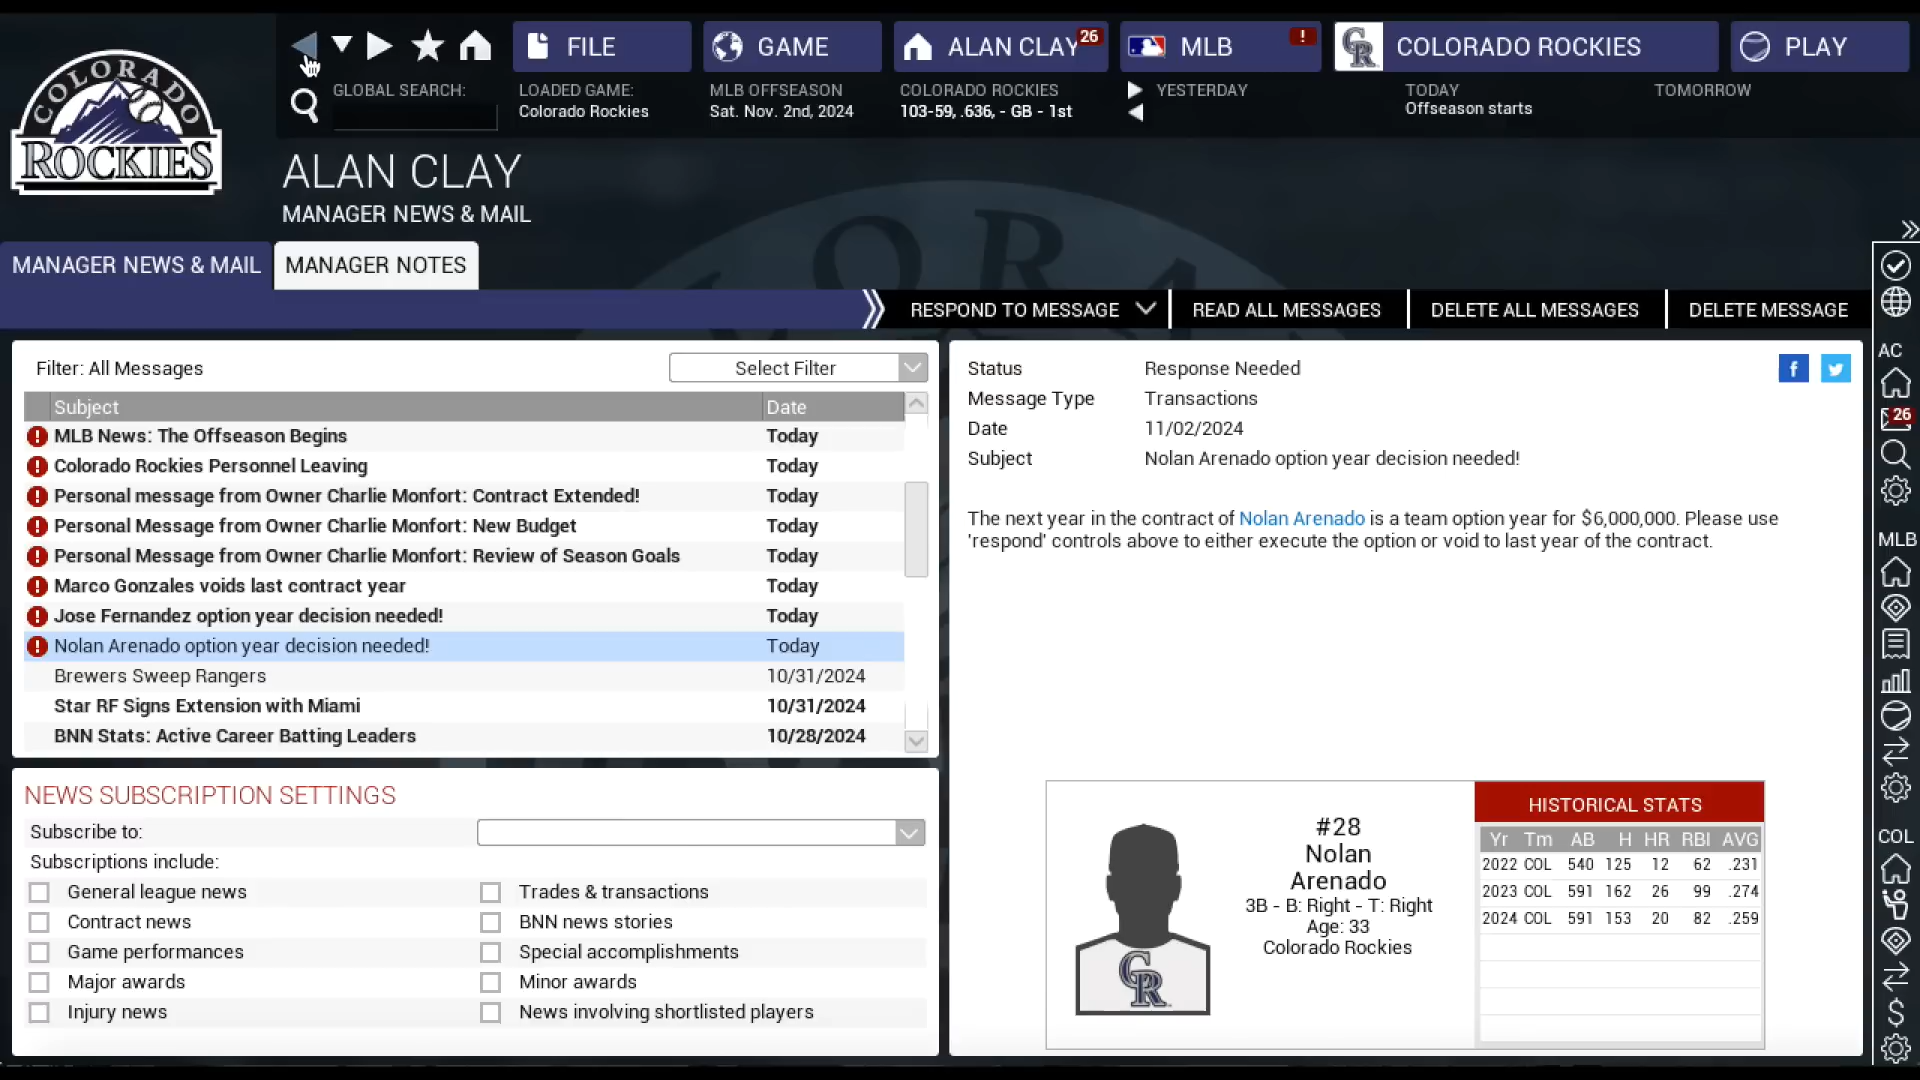 COLORADO
ROCKIES
FILE
GAME
ALAN CLAY
26
MLB
!
COLORADO ROCKIES
PLAY
GLOBAL SEARCH:
LOADED GAME:
Colorado Rockies
MLB OFFSEASON
Sat. Nov. 2nd, 2024
COLORADO ROCKIES
103-59, .636, - GB - 1st
YESTERDAY
TODAY
Offseason starts
TOMORROW
ALAN CLAY
MANAGER NEWS & MAIL
MANAGER NEWS & MAIL
MANAGER NOTES
RESPOND TO MESSAGE
READ ALL MESSAGES
DELETE ALL MESSAGES
DELETE MESSAGE
Filter: All Messages
Select Filter
Subject Date
MLB News: The Offseason Begins Today
Colorado Rockies Personnel Leaving Today
Personal message from Owner Charlie Monfort: Contract Extended! Today
Personal Message from Owner Charlie Monfort: New Budget Today
Personal Message from Owner Charlie Monfort: Review of Season Goals Today
Marco Gonzales voids last contract year Today
Jose Fernandez option year decision needed! Today
Nolan Arenado option year decision needed! Today
Brewers Sweep Rangers 10/31/2024
Star RF Signs Extension with Miami 10/31/2024
BNN Stats: Active Career Batting Leaders 10/28/2024
NEWS SUBSCRIPTION SETTINGS
Subscribe to:
Subscriptions include:
General league news Trades & transactions
Contract news BNN news stories
Game performances Special accomplishments
Major awards Minor awards
Injury news News involving shortlisted players
Status Response Needed
Message Type Transactions
Date 11/02/2024
Subject Nolan Arenado option year decision needed!
The next year in the contract of Nolan Arenado is a team option year for $6,000,000. Please use
'respond' controls above to either execute the option or void to last year of the contract.
#28
Nolan
Arenado
3B - B: Right - T: Right
Age: 33
Colorado Rockies
HISTORICAL STATS
Yr Tm AB H HR RBI AVG
2022 COL 540 125 12 62 .231
2023 COL 591 162 26 99 .274
2024 COL 591 153 20 82 .259
AC
26
MLB
COL